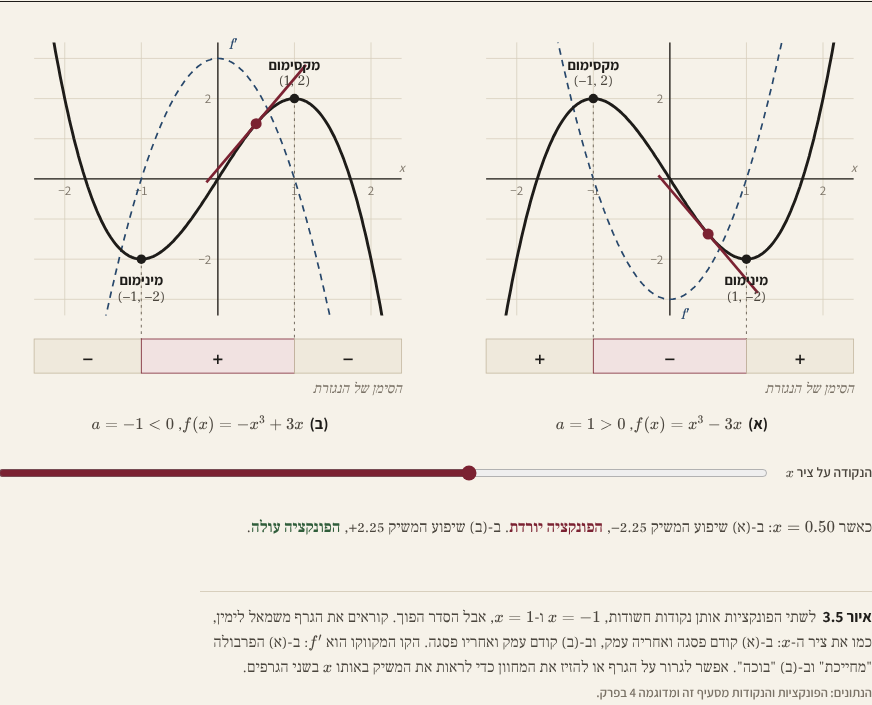 f′
מקסימום
(1, 2)
2
x
−2
−1
1
2
−2
מינימום
(−1, −2)
− + −
הסימן של הנגזרת
(ב) f(x) = −x³ + 3x, a = −1 < 0
מקסימום
(−1, 2)
2
x
−2
−1
1
2
−2
מינימום
(1, −2)
f′
+ − +
הסימן של הנגזרת
(א) f(x) = x³ − 3x, a = 1 > 0
הנקודה על ציר x
כאשר x = 0.50: ב-(א) שיפוע המשיק −2.25, הפונקציה יורדת. ב-(ב) שיפוע המשיק +2.25, הפונקציה עולה.
איור 3.5 לשתי הפונקציות אותן נקודות חשודות, x = −1 ו-x = 1, אבל הסדר הפוך. קוראים את הגרף משמאל לימין,
כמו את ציר ה-x: ב-(א) קודם פסגה ואחריה עמק, וב-(ב) קודם עמק ואחריו פסגה. הקו המקווקו הוא f′: ב-(א) הפרבולה
"מחייכת" וב-(ב) "בוכה". אפשר לגרור על הגרף או להזיז את המחוון כדי לראות את המשיק באותו x בשני הגרפים.
הנתונים: הפונקציות והנקודות מסעיף זה ומדוגמה 4 בפרק.